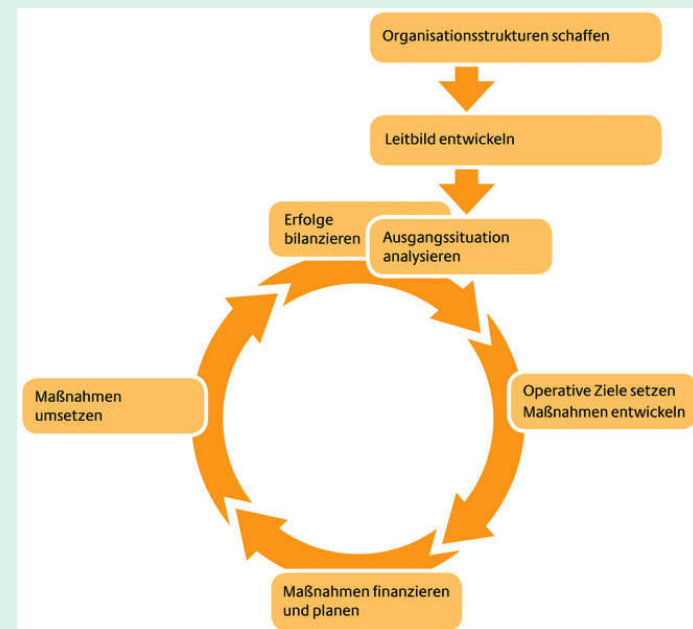 Organisationsstrukturen schaffen
Leitbild entwickeln
Erfolge
bilanzieren
Ausgangssituation
analysieren
Operative Ziele setzen
Maßnahmen entwickeln
Maßnahmen finanzieren
und planen
Maßnahmen
umsetzen